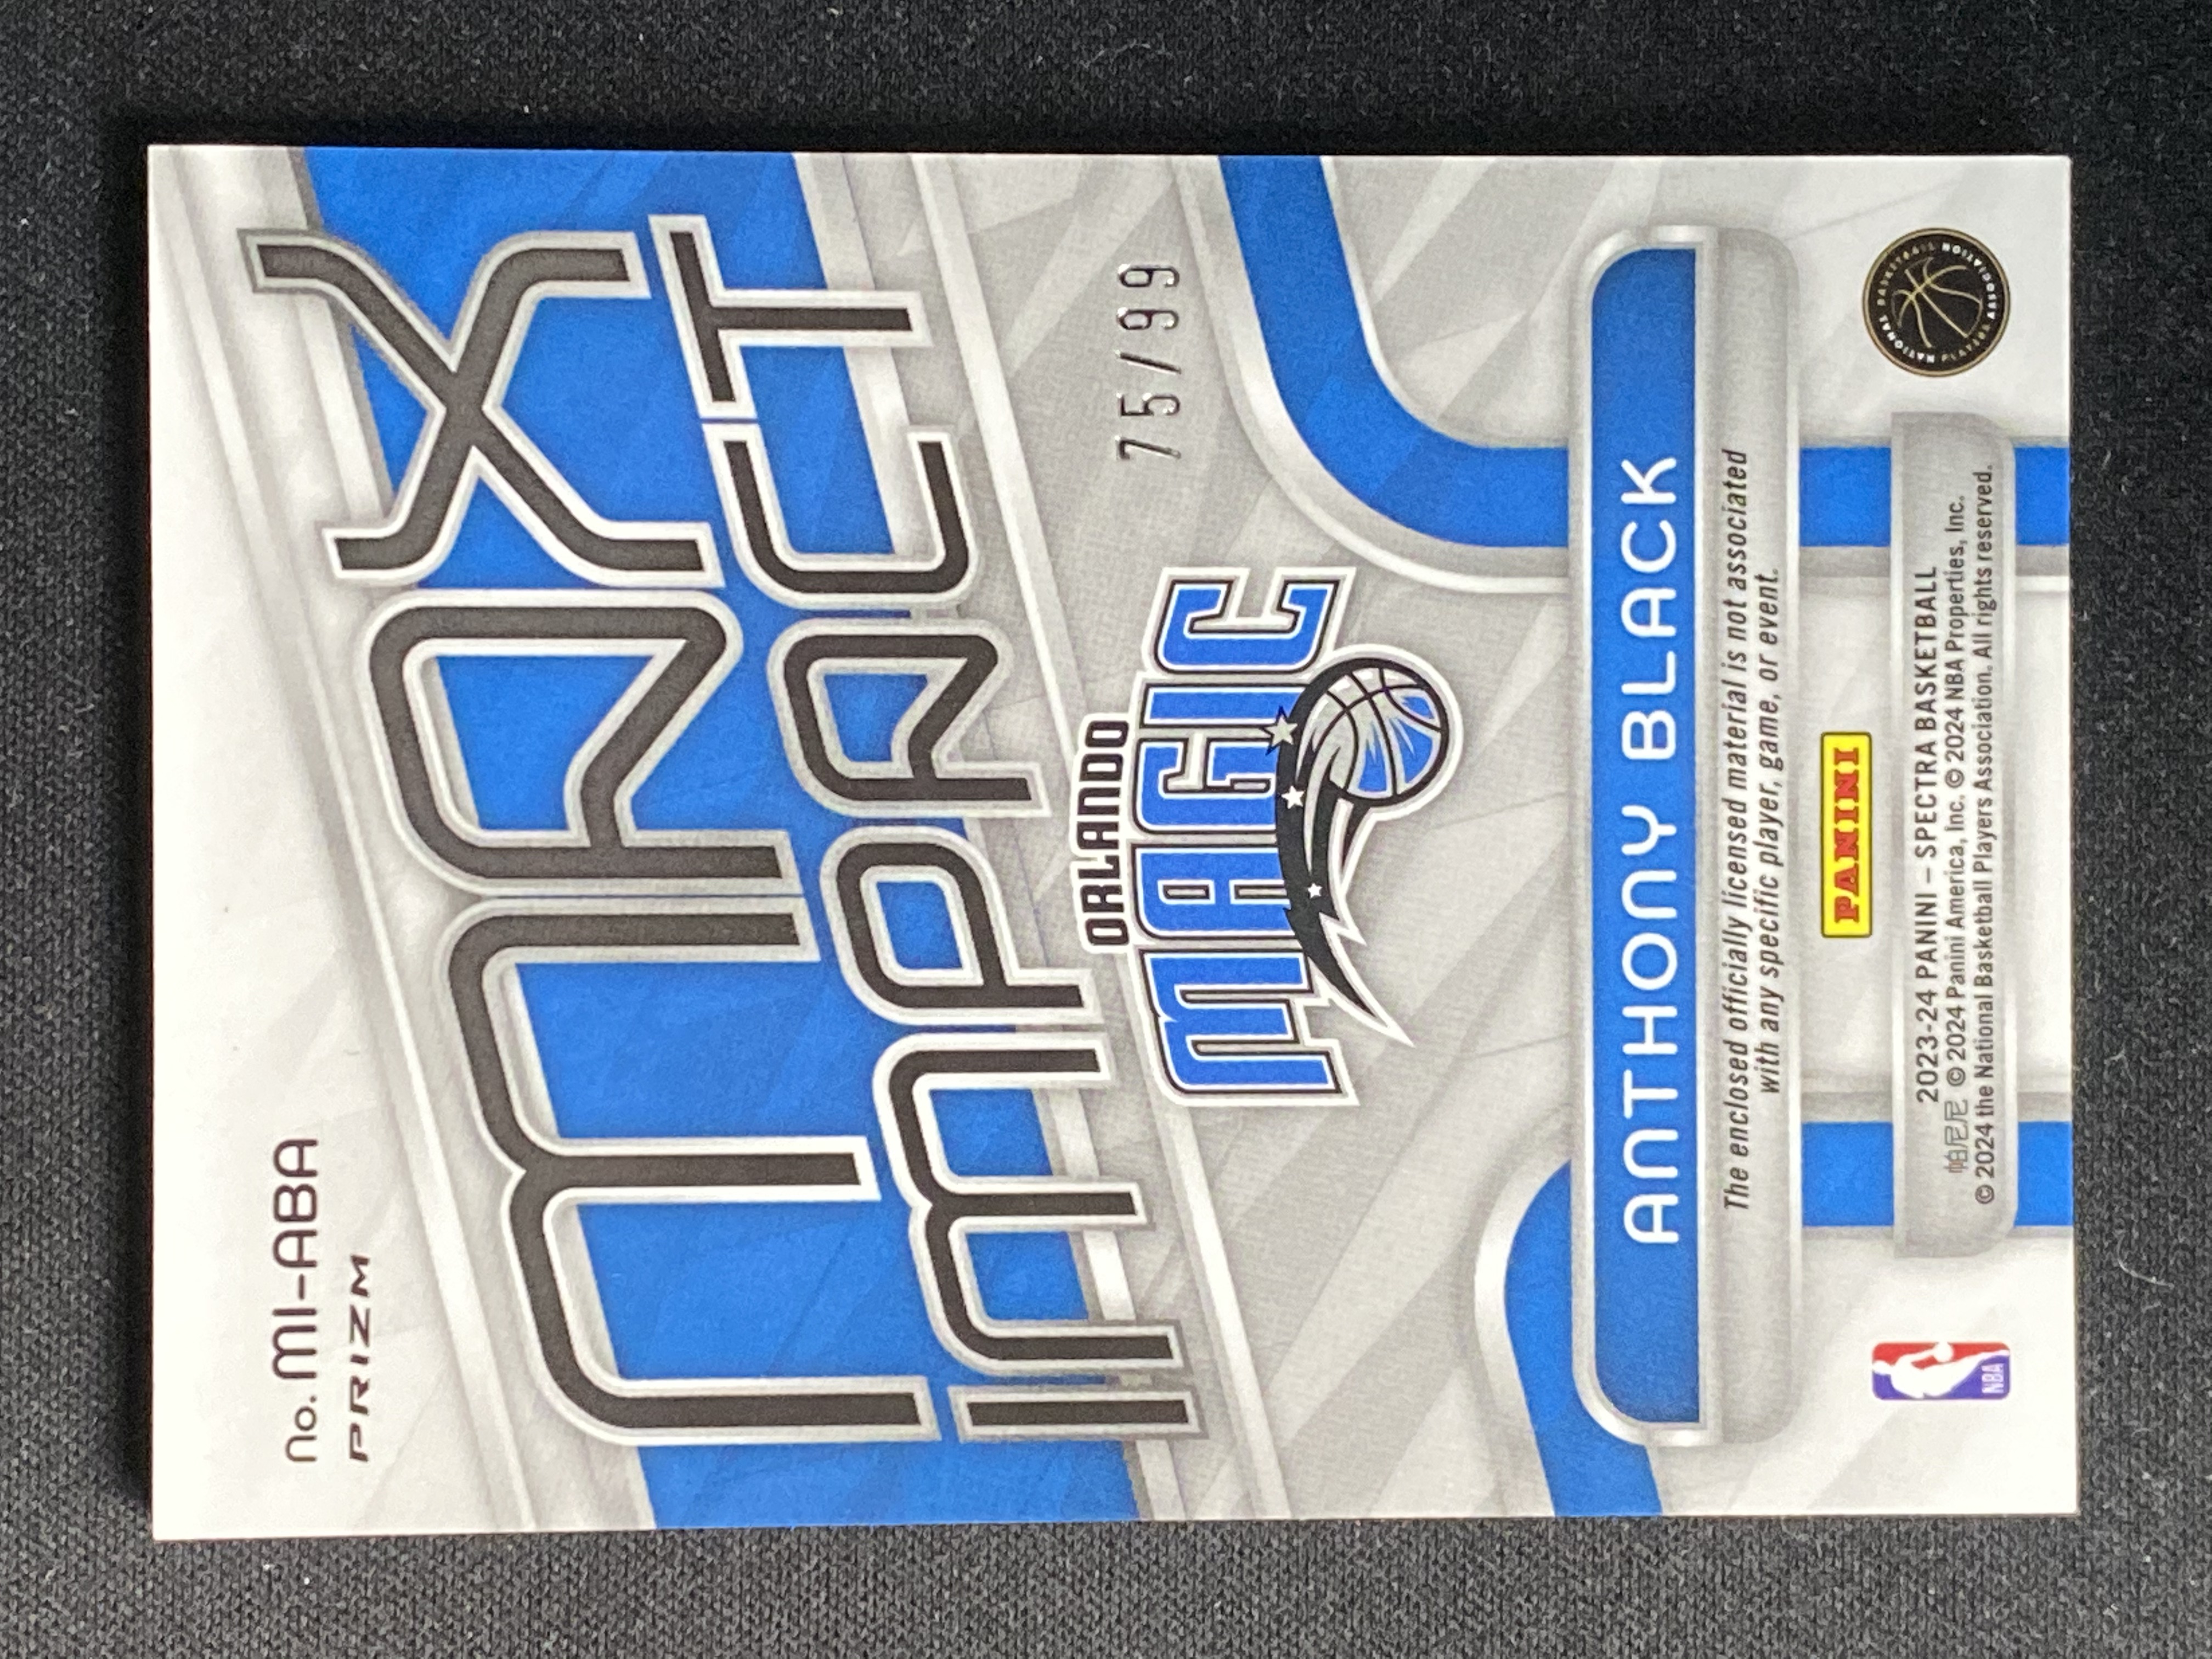 no. MI-ABA
PRIZM
MAX
IMPACT
75/99
ORLANDO
MAGIC
ANTHONY BLACK
The enclosed officially licensed material is not associated
with any specific player, game, or event.
PANINI
NATIONAL BASKETBALL PLAYERS ASSOCIATION
2023-24 PANINI – SPECTRA BASKETBALL
帕尼尼 © 2024 Panini America, Inc. © 2024 NBA Properties, Inc.
© 2024 the National Basketball Players Association. All rights reserved.
NBA